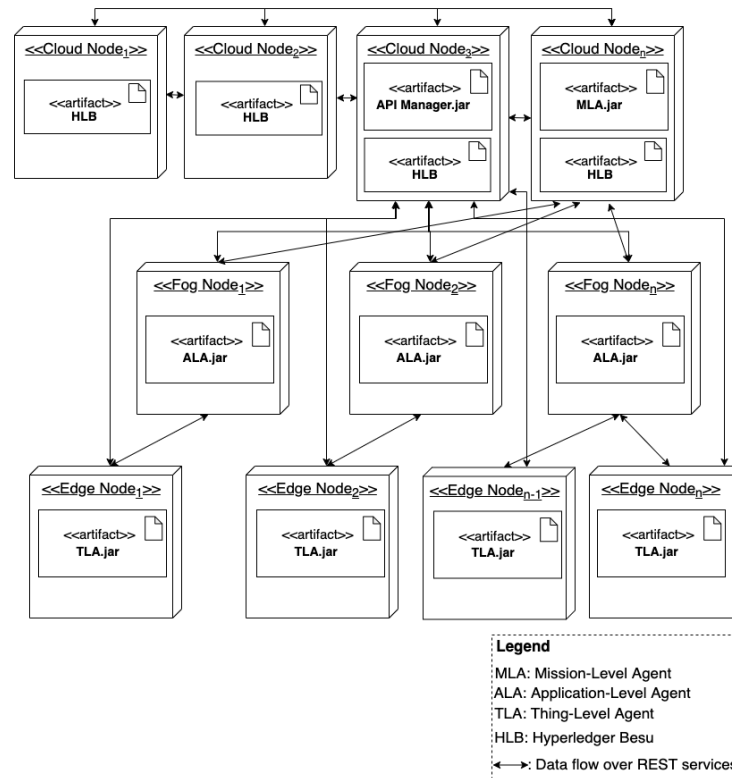 <<Cloud Node1>>
<<artifact>>
HLB
<<Cloud Node2>>
<<artifact>>
HLB
<<Cloud Node3>>
<<artifact>>
API Manager.jar
<<artifact>>
HLB
<<Cloud Noden>>
<<artifact>>
MLA.jar
<<artifact>>
HLB
<<Fog Node1>>
<<artifact>>
ALA.jar
<<Fog Node2>>
<<artifact>>
ALA.jar
<<Fog Noden>>
<<artifact>>
ALA.jar
<<Edge Node1>>
<<artifact>>
TLA.jar
<<Edge Node2>>
<<artifact>>
TLA.jar
<<Edge Noden-1>>
<<artifact>>
TLA.jar
<<Edge Noden>>
<<artifact>>
TLA.jar
Legend
MLA: Mission-Level Agent
ALA: Application-Level Agent
TLA: Thing-Level Agent
HLB: Hyperledger Besu
: Data flow over REST services